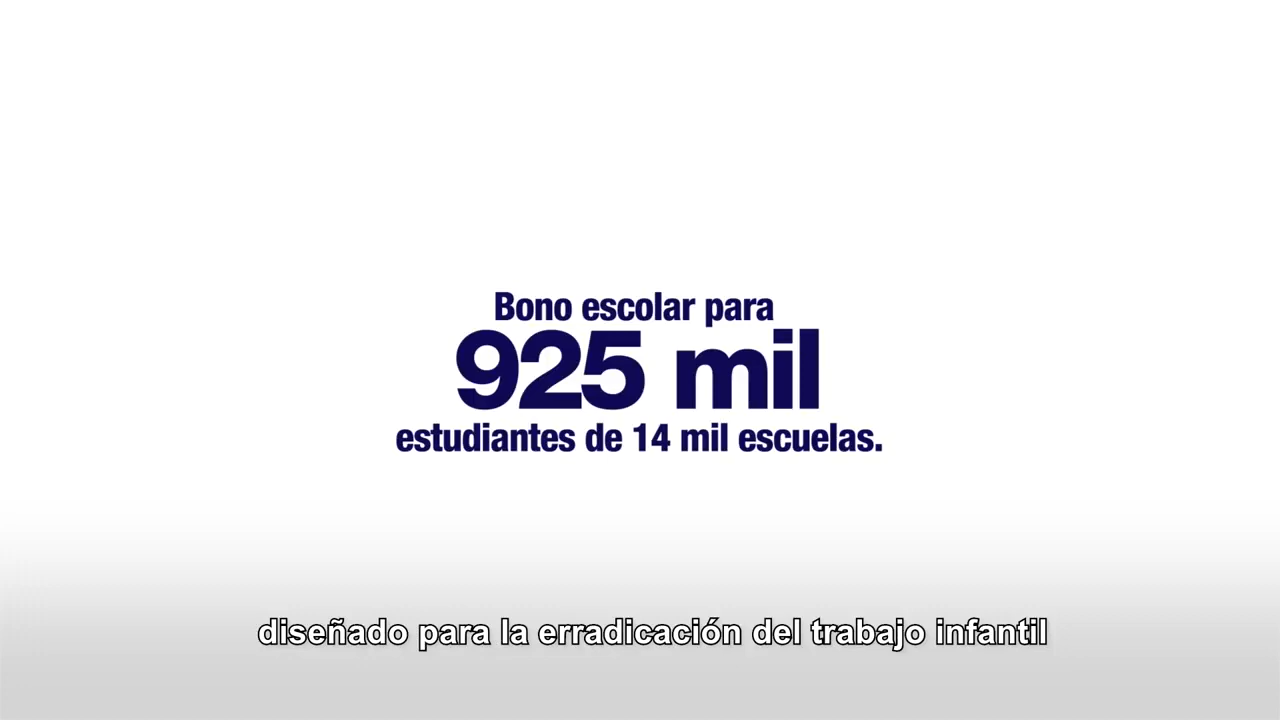 Bono escolar para
925 mil
estudiantes de 14 mil escuelas.
diseñado para la erradicación del trabajo infantil